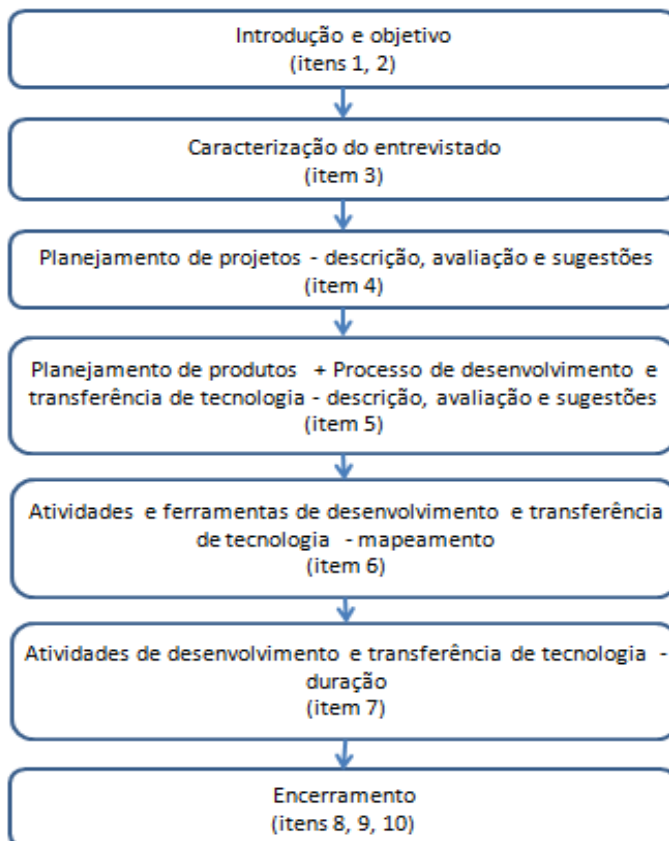 Introdução e objetivo
(itens 1, 2)
Caracterização do entrevistado
(item 3)
Planejamento de projetos - descrição, avaliação e sugestões
(item 4)
Planejamento de produtos + Processo de desenvolvimento e
transferência de tecnologia - descrição, avaliação e sugestões
(item 5)
Atividades e ferramentas de desenvolvimento e transferência
de tecnologia - mapeamento
(item 6)
Atividades de desenvolvimento e transferência de tecnologia -
duração
(item 7)
Encerramento
(itens 8, 9, 10)